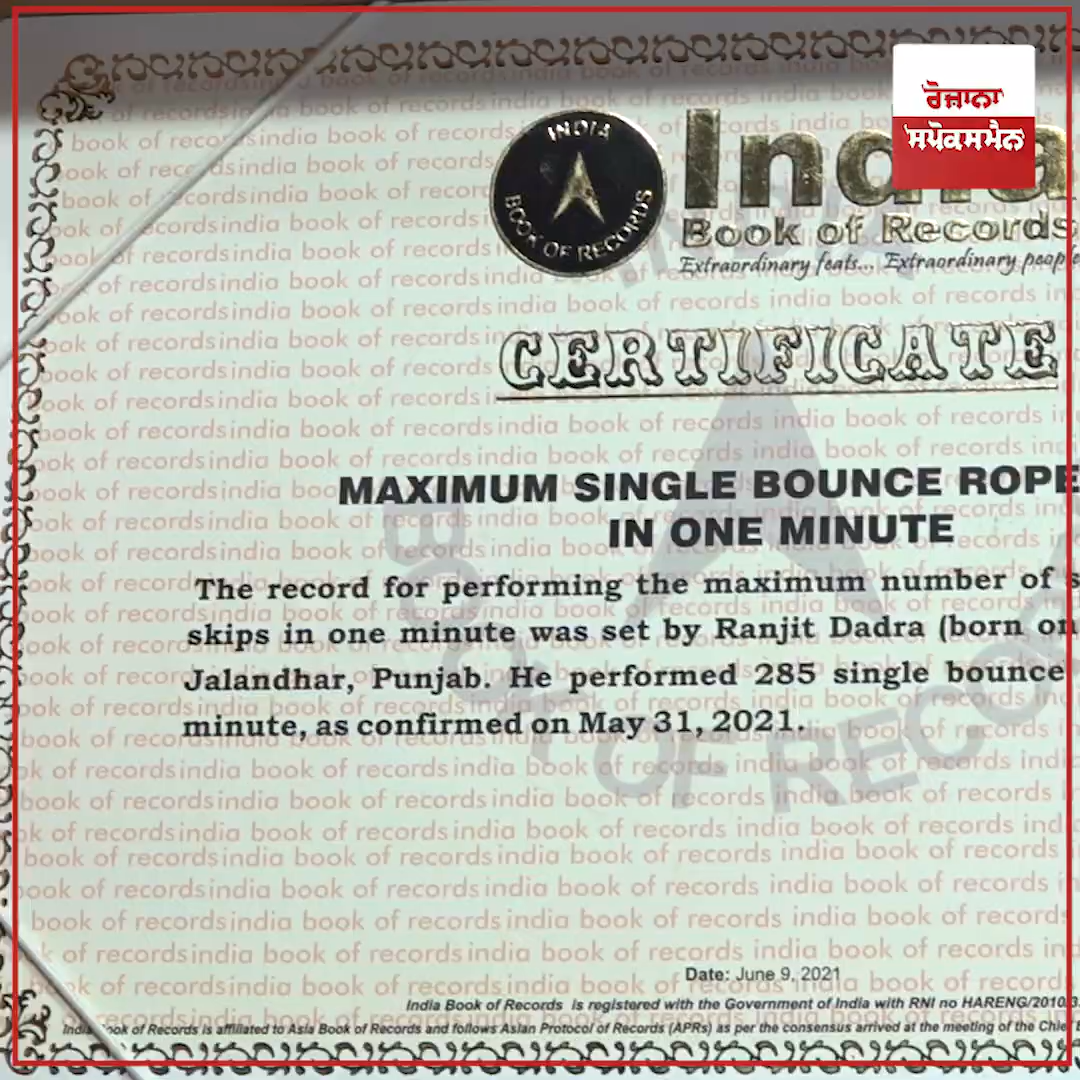 ਰੋਜ਼ਾਨਾ
ਸਪੋਕਸਮੈਨ
INDIA
BOOK OF RECORDS
India
Book of Records
Extraordinary feats... Extraordinary people
CERTIFICATE
MAXIMUM SINGLE BOUNCE ROPE
IN ONE MINUTE
The record for performing the maximum number of s
skips in one minute was set by Ranjit Dadra (born on
Jalandhar, Punjab. He performed 285 single bounce
minute, as confirmed on May 31, 2021.
Date: June 9, 2021
India Book of Records is registered with the Government of India with RNI no HARENG/2010/3
India Book of Records is affiliated to Asia Book of Records and follows Asian Protocol of Records (APRs) as per the consensus arrived at the meeting of the Chief